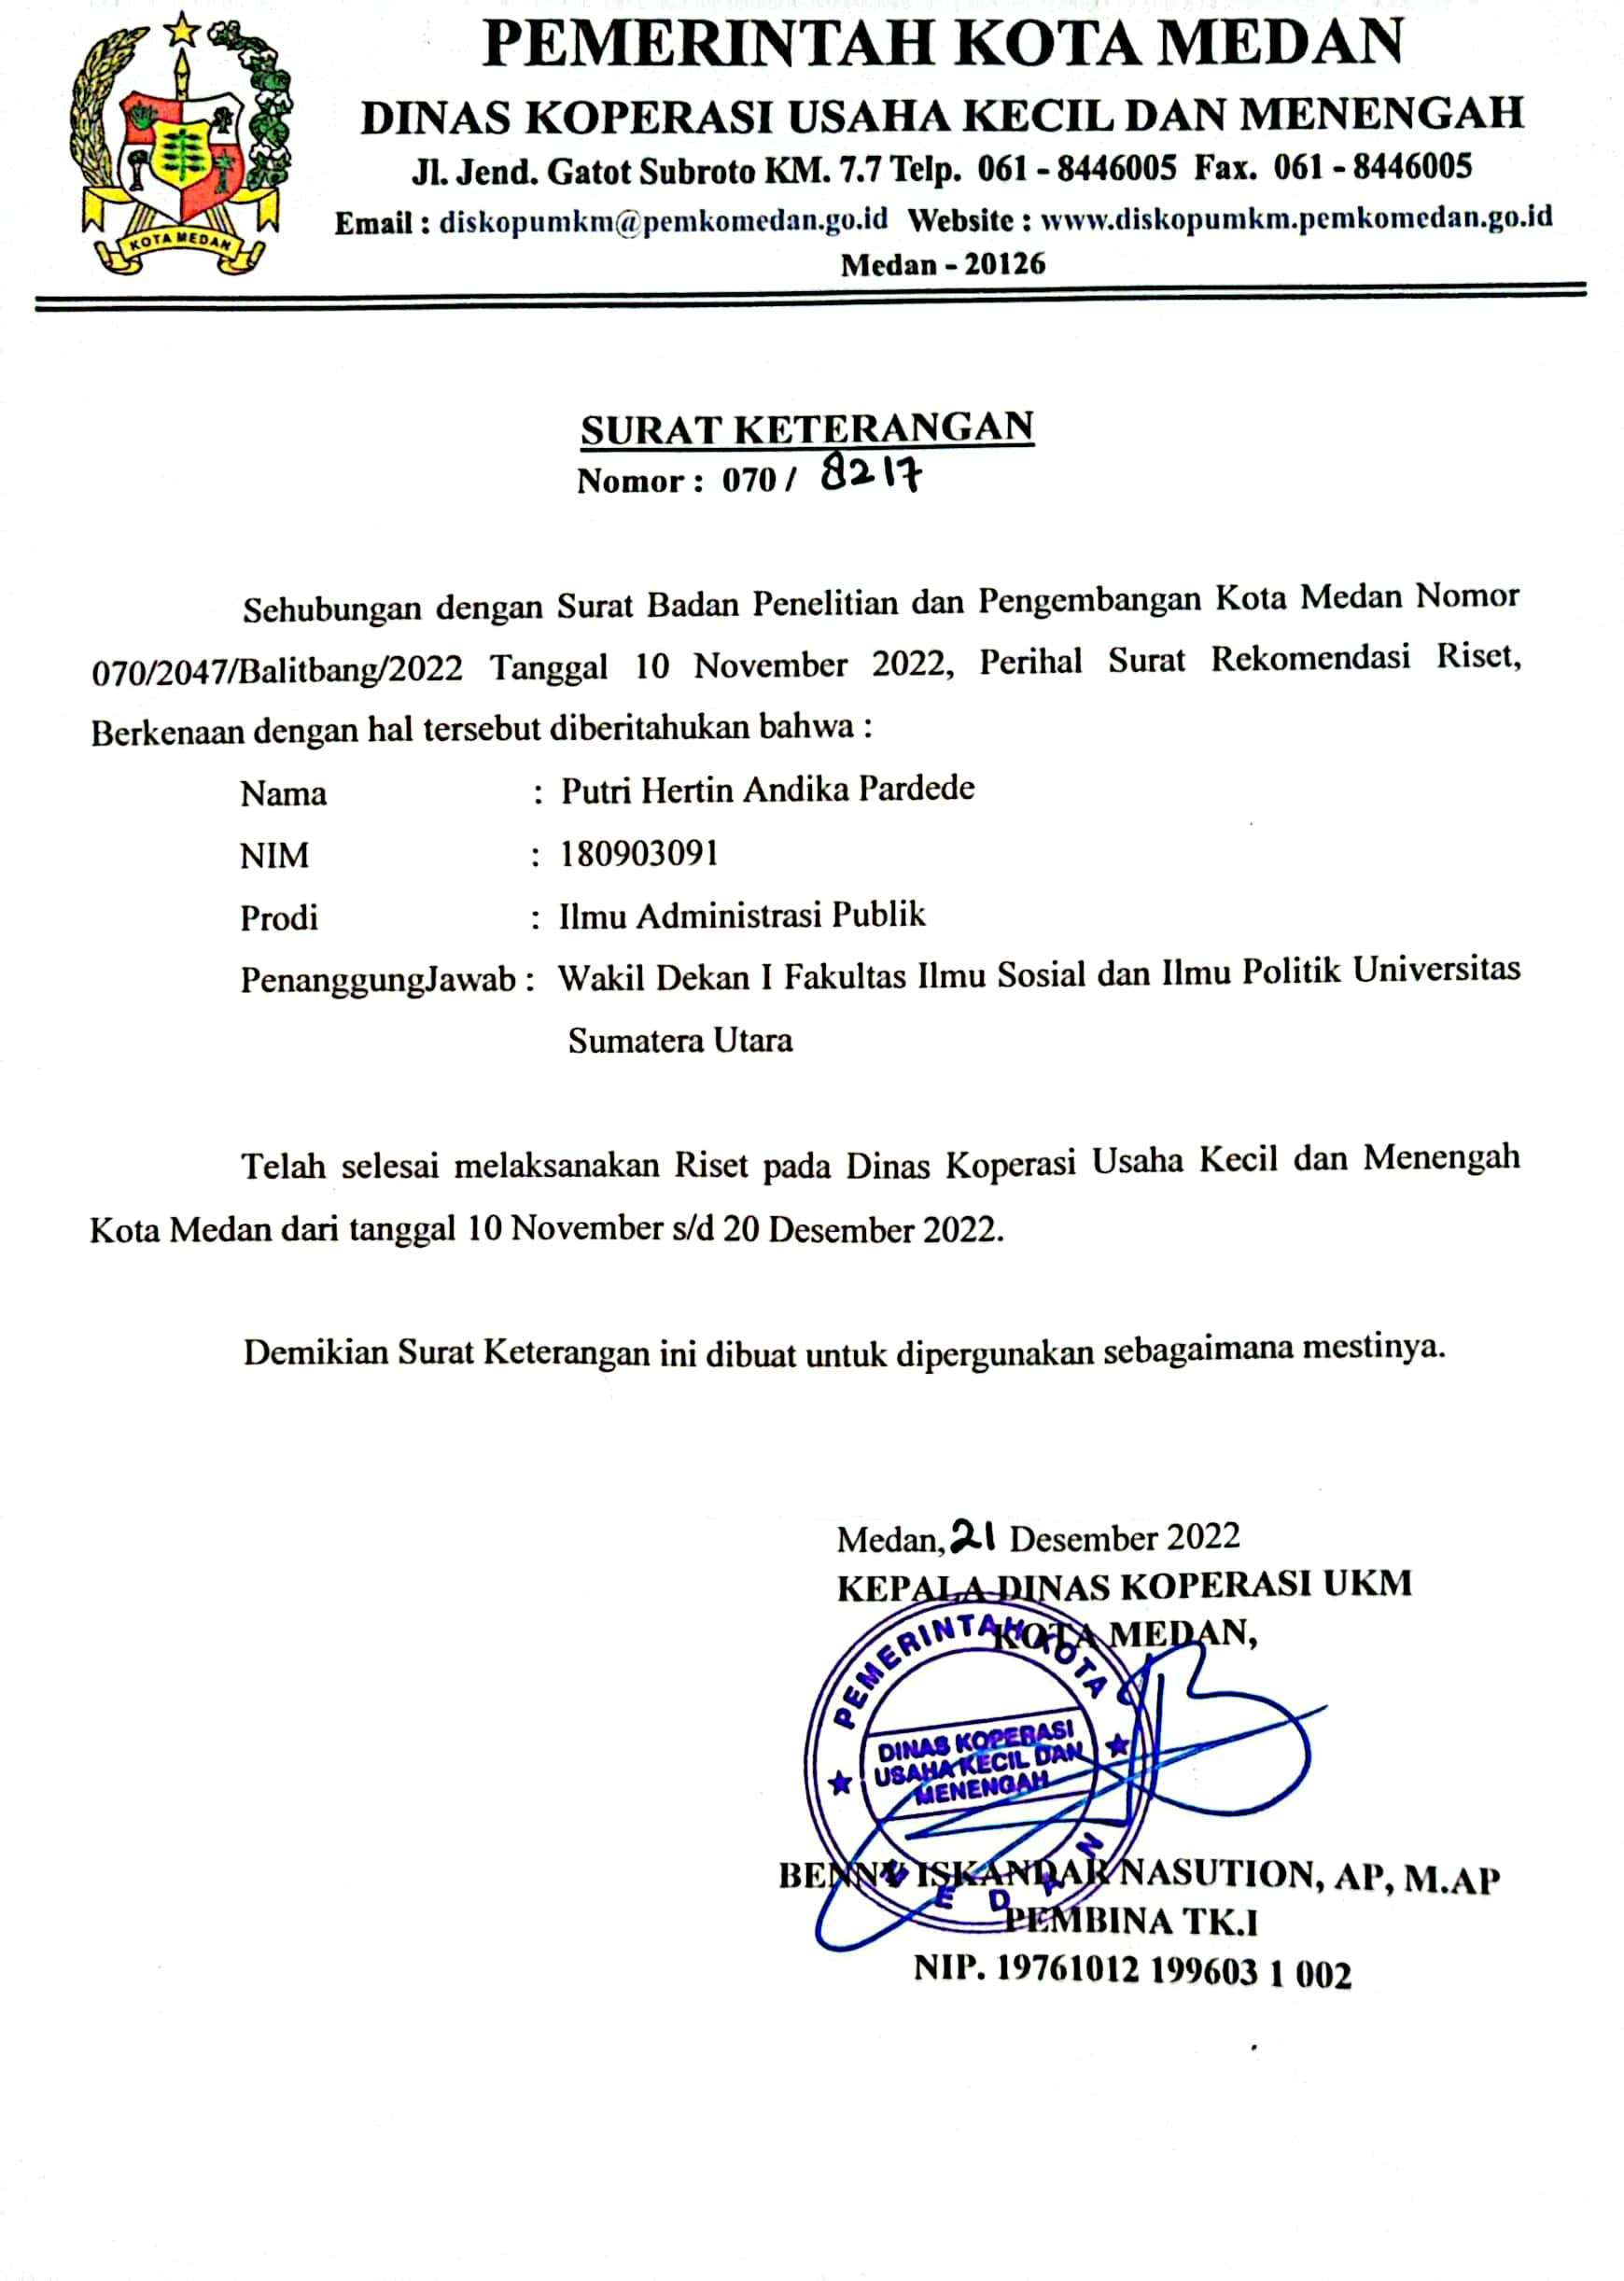 PEMERINTAH KOTA MEDAN
DINAS KOPERASI USAHA KECIL DAN MENENGAH
Jl. Jend. Gatot Subroto KM. 7.7 Telp. 061 - 8446005 Fax. 061 - 8446005
Email : diskopumkm@pemkomedan.go.id Website : www.diskopumkm.pemkomedan.go.id
Medan - 20126
KOTA MEDAN
SURAT KETERANGAN
Nomor : 070 / 8217
Sehubungan dengan Surat Badan Penelitian dan Pengembangan Kota Medan Nomor
070/2047/Balitbang/2022 Tanggal 10 November 2022, Perihal Surat Rekomendasi Riset,
Berkenaan dengan hal tersebut diberitahukan bahwa :
Nama : Putri Hertin Andika Pardede
NIM : 180903091
Prodi : Ilmu Administrasi Publik
PenanggungJawab : Wakil Dekan I Fakultas Ilmu Sosial dan Ilmu Politik Universitas
Sumatera Utara
Telah selesai melaksanakan Riset pada Dinas Koperasi Usaha Kecil dan Menengah
Kota Medan dari tanggal 10 November s/d 20 Desember 2022.
Demikian Surat Keterangan ini dibuat untuk dipergunakan sebagaimana mestinya.
Medan, 21 Desember 2022
KEPALA DINAS KOPERASI UKM
KOTA MEDAN,
PEMERINTAH KOTA
DINAS KOPERASI
USAHA KECIL DAN
MENENGAH
MEDAN
BENNY ISKANDAR NASUTION, AP, M.AP
PEMBINA TK.I
NIP. 19761012 199603 1 002